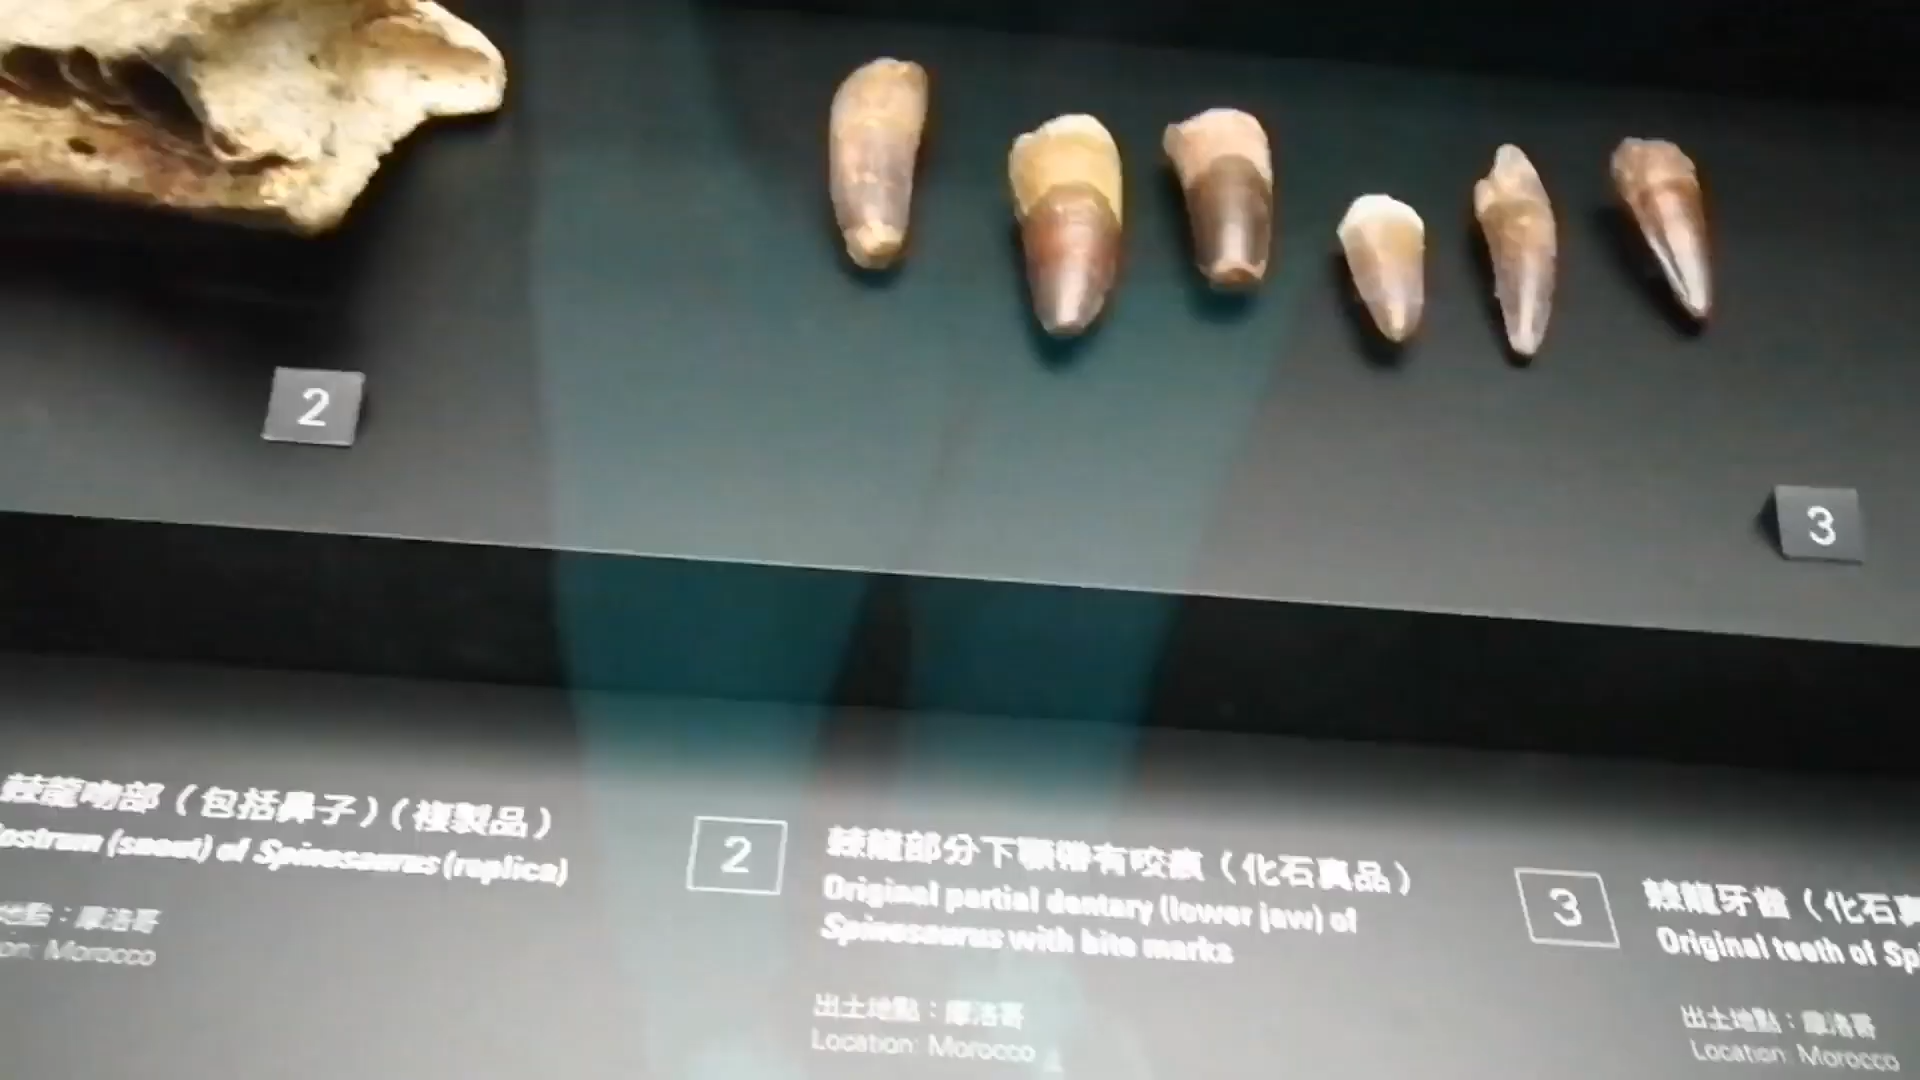 2
3
棘龍吻部（包括鼻子）（複製品）
ostrum (snout) of Spinosaurus (replica)
地點：摩洛哥
on: Morocco
2
棘龍部分下顎帶有咬痕（化石真品）
Original partial dentary (lower jaw) of
Spinosaurus with bite marks
出土地點：摩洛哥
Location: Morocco
3
棘龍牙齒（化石真
Original teeth of Sp
出土地點：摩洛哥
Location: Morocco